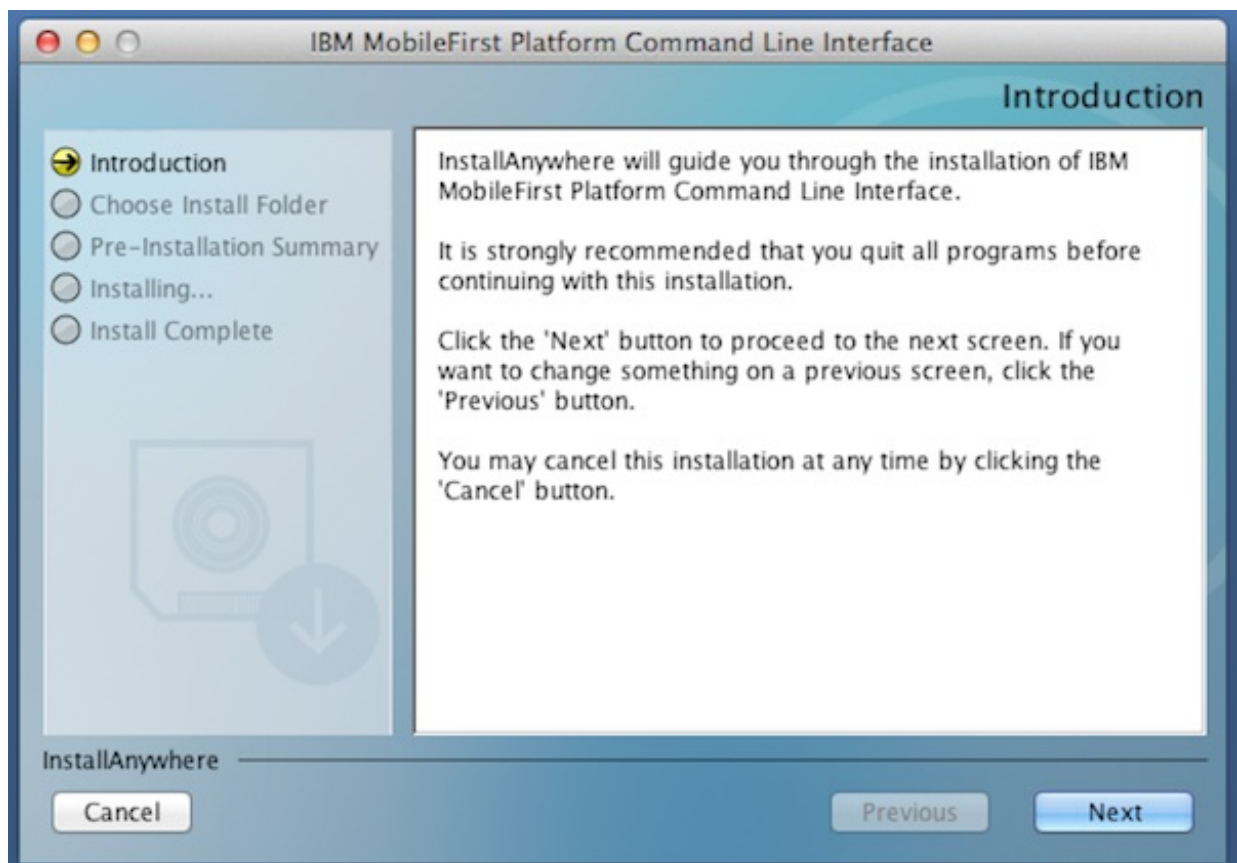 IBM MobileFirst Platform Command Line Interface
Introduction
Introduction
Choose Install Folder
Pre-Installation Summary
Installing...
Install Complete
InstallAnywhere will guide you through the installation of IBM
MobileFirst Platform Command Line Interface.
It is strongly recommended that you quit all programs before
continuing with this installation.
Click the 'Next' button to proceed to the next screen. If you
want to change something on a previous screen, click the
'Previous' button.
You may cancel this installation at any time by clicking the
'Cancel' button.
InstallAnywhere
Cancel
Previous
Next